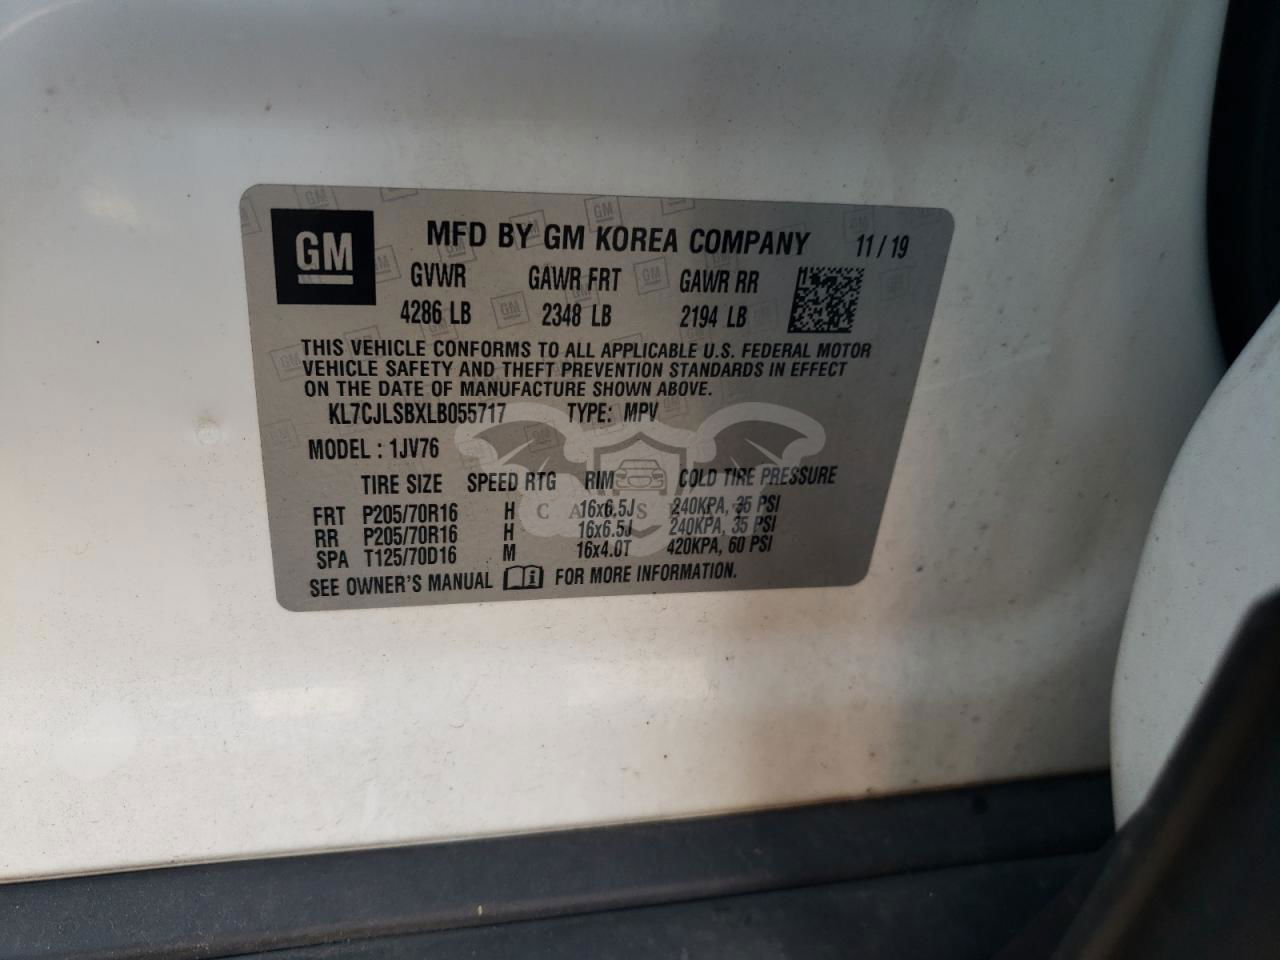 GM
MFD BY GM KOREA COMPANY 11 / 19
GVWR GAWR FRT GAWR RR
4286 LB 2348 LB 2194 LB
THIS VEHICLE CONFORMS TO ALL APPLICABLE U.S. FEDERAL MOTOR
VEHICLE SAFETY AND THEFT PREVENTION STANDARDS IN EFFECT
ON THE DATE OF MANUFACTURE SHOWN ABOVE.
KL7CJLSBXLB055717 TYPE: MPV
MODEL : 1JV76
TIRE SIZE SPEED RTG RIM COLD TIRE PRESSURE
FRT P205/70R16 H 16x6.5J 240KPA, 35 PSI
RR P205/70R16 H 16x6.5J 240KPA, 35 PSI
SPA T125/70D16 M 16x4.0T 420KPA, 60 PSI
SEE OWNER'S MANUAL FOR MORE INFORMATION.